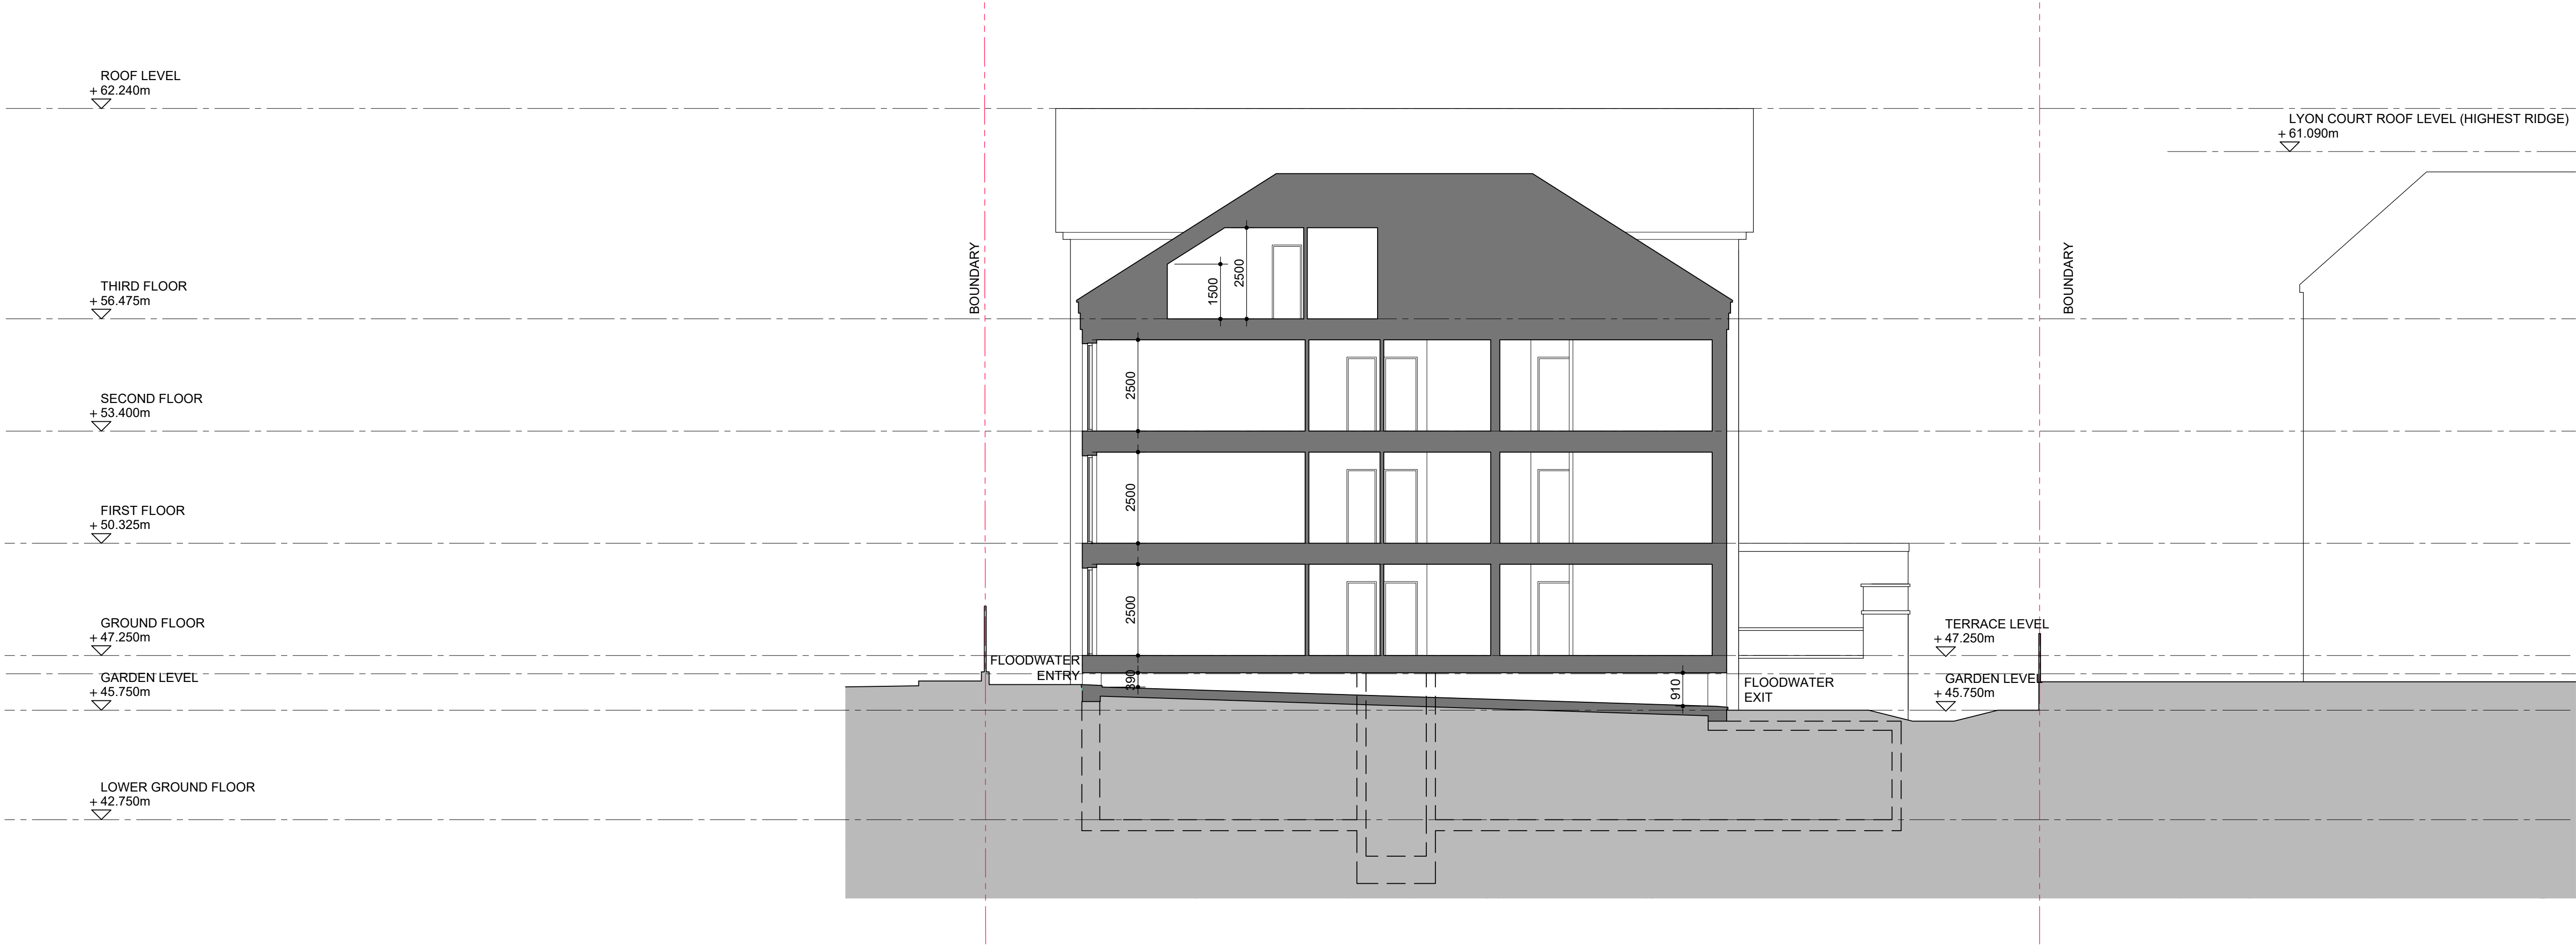 ROOF LEVEL
+ 62.240m
LYON COURT ROOF LEVEL (HIGHEST RIDGE)
+ 61.090m
BOUNDARY
BOUNDARY
2500
1500
THIRD FLOOR
+ 56.475m
2500
SECOND FLOOR
+ 53.400m
2500
FIRST FLOOR
+ 50.325m
2500
GROUND FLOOR
+ 47.250m
TERRACE LEVEL
+ 47.250m
FLOODWATER
ENTRY
390
GARDEN LEVEL
+ 45.750m
910
FLOODWATER
EXIT
GARDEN LEVEL
+ 45.750m
LOWER GROUND FLOOR
+ 42.750m